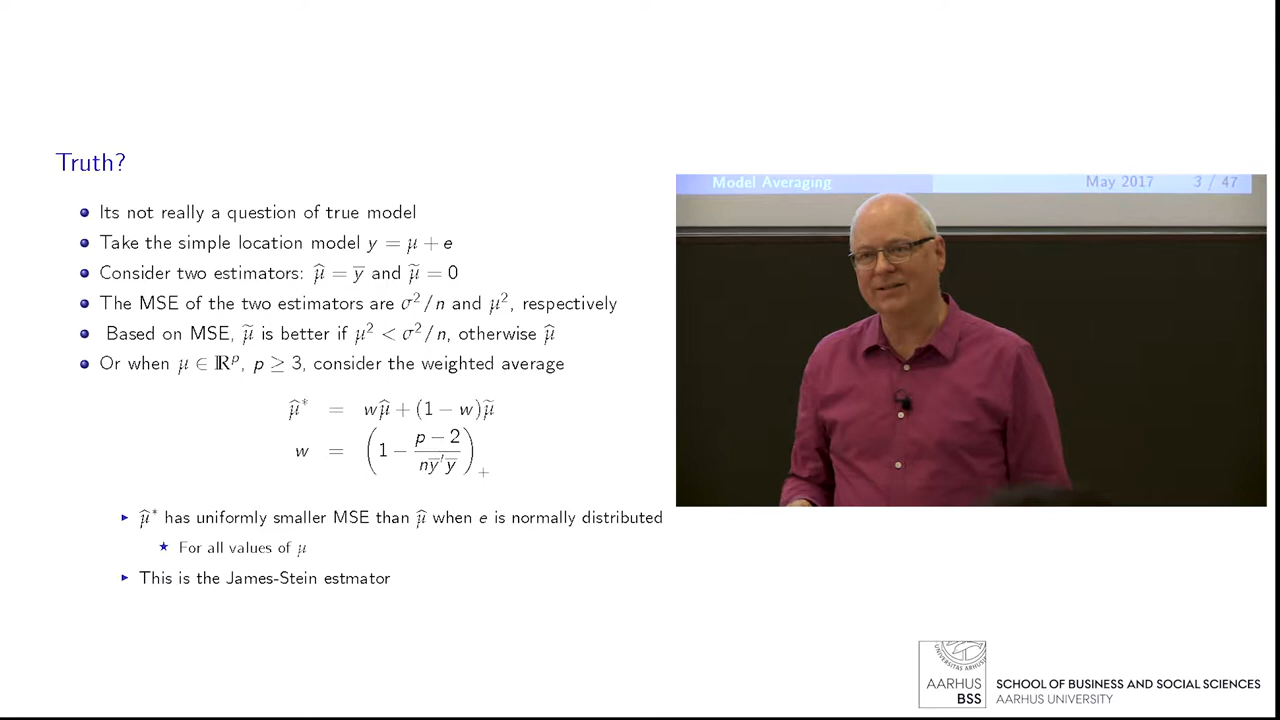 Truth?
Its not really a question of true model
Take the simple location model y = μ + e
Consider two estimators: μ̂ = y̅ and μ̃ = 0
The MSE of the two estimators are σ²/n and μ², respectively
Based on MSE, μ̃ is better if μ² < σ²/n, otherwise μ̂
Or when μ ∈ ℝᵖ, p ≥ 3, consider the weighted average
μ̂* = wμ̂ + (1 − w)μ̃
w = (1 − (p − 2)/(ny̅′y̅))₊
μ̂* has uniformly smaller MSE than μ̂ when e is normally distributed
For all values of μ
This is the James-Stein estmator
Model Averaging May 2017 3 / 47
AARHUS
BSS
SCHOOL OF BUSINESS AND SOCIAL SCIENCES
AARHUS UNIVERSITY